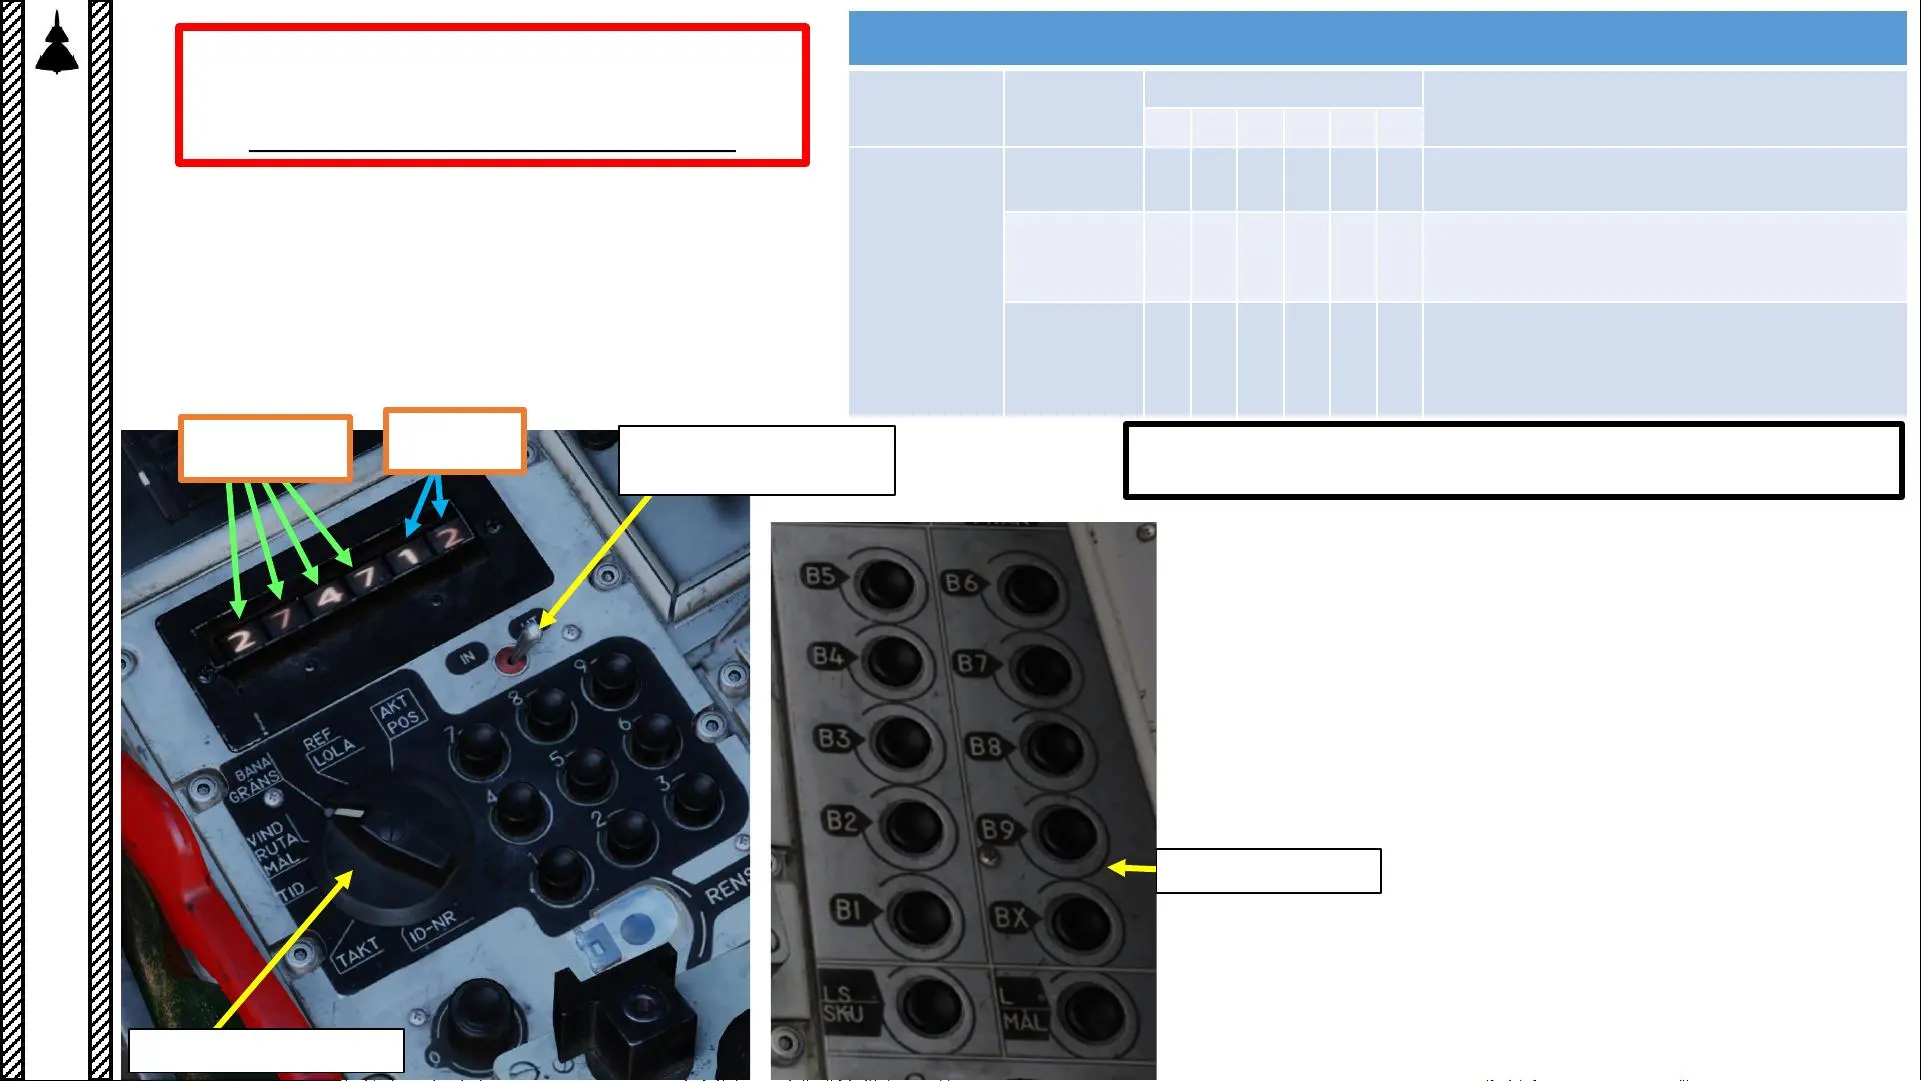 2 7 4 7 1 2
UT
IN
AKT
POS
REF
LOLA
BANA
GRÄNS
VIND
RUTA
MÅL
TID
TAKT
ID-NR
9
8
7
6
5
4
3
2
1
RENS
0
B5
B6
B4
B7
B3
B8
B2
B9
B1
BX
LS
SKU
L
MÅL